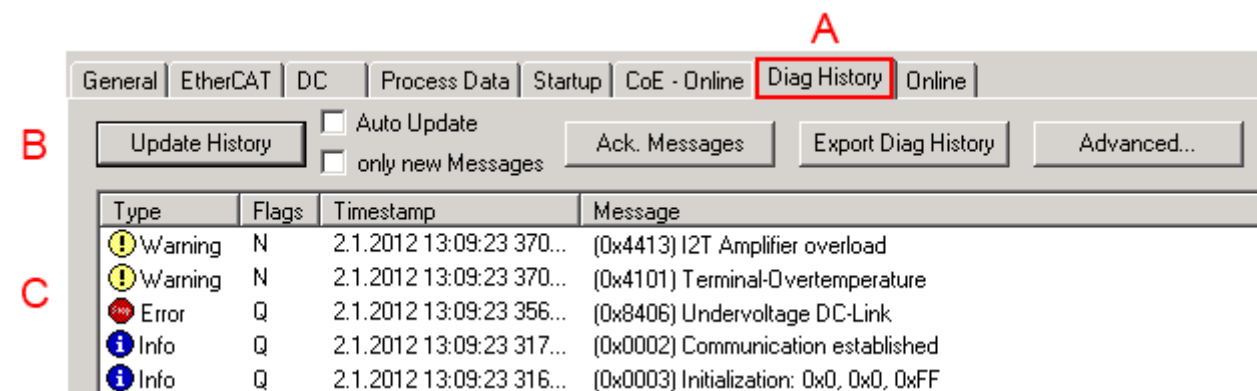 A
General EtherCAT DC Process Data Startup CoE - Online Diag History Online
B
Update History Auto Update Ack. Messages Export Diag History Advanced...
only new Messages
Type Flags Timestamp Message
Warning N 2.1.2012 13:09:23 370... (0x4413) I2T Amplifier overload
Warning N 2.1.2012 13:09:23 370... (0x4101) Terminal-Overtemperature
C
Error Q 2.1.2012 13:09:23 356... (0x8406) Undervoltage DC-Link
Info Q 2.1.2012 13:09:23 317... (0x0002) Communication established
Info Q 2.1.2012 13:09:23 316... (0x0003) Initialization: 0x0, 0x0, 0xFF